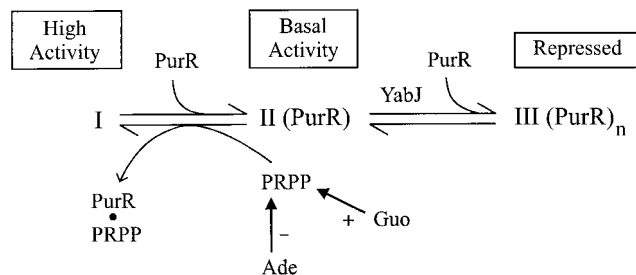 High
Activity
Basal
Activity
Repressed
PurR
PurR
YabJ
I
II (PurR)
III (PurR)n
PRPP
PurR
•
PRPP
+
Guo
–
Ade